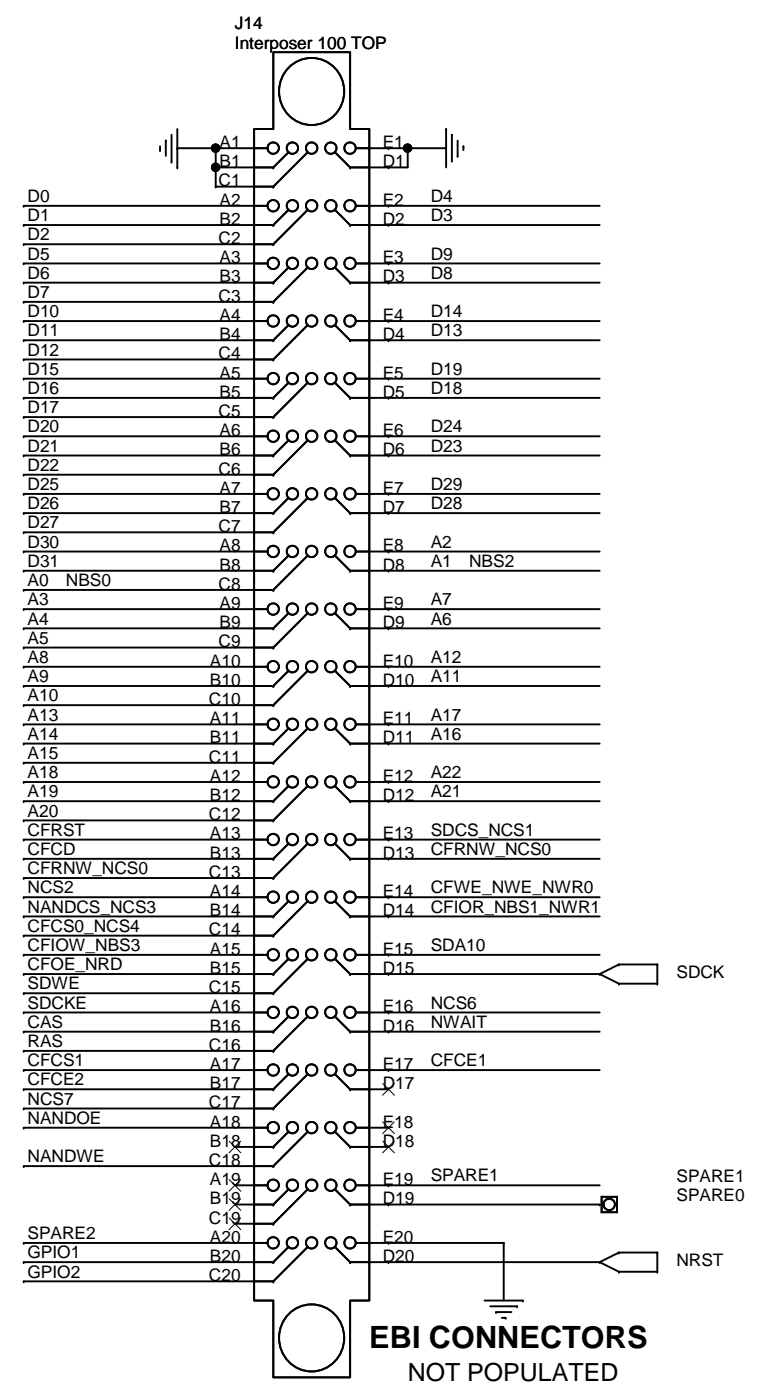 J14
Interposer 100 TOP
A1 E1
B1 D1
C1
D0 A2 E2 D4
D1 B2 D2 D3
D2 C2
D5 A3 E3 D9
D6 B3 D3 D8
D7 C3
D10 A4 E4 D14
D11 B4 D4 D13
D12 C4
D15 A5 E5 D19
D16 B5 D5 D18
D17 C5
D20 A6 E6 D24
D21 B6 D6 D23
D22 C6
D25 A7 E7 D29
D26 B7 D7 D28
D27 C7
D30 A8 E8 A2
D31 B8 D8 A1 NBS2
A0 NBS0 C8
A3 A9 E9 A7
A4 B9 D9 A6
A5 C9
A8 A10 E10 A12
A9 B10 D10 A11
A10 C10
A13 A11 E11 A17
A14 B11 D11 A16
A15 C11
A18 A12 E12 A22
A19 B12 D12 A21
A20 C12
CFRST A13 E13 SDCS_NCS1
CFCD B13 D13 CFRNW_NCS0
CFRNW_NCS0 C13
NCS2 A14 E14 CFWE_NWE_NWR0
NANDCS_NCS3 B14 D14 CFIOR_NBS1_NWR1
CFCS0_NCS4 C14
CFIOW_NBS3 A15 E15 SDA10
CFOE_NRD B15 D15 SDCK
SDWE C15
SDCKE A16 E16 NCS6
CAS B16 D16 NWAIT
RAS C16
CFCS1 A17 E17 CFCE1
CFCE2 B17 D17
NCS7 C17
NANDOE A18 E18
B18 D18
NANDWE C18
A19 E19 SPARE1 SPARE1
B19 D19 SPARE0
C19
SPARE2 A20 E20
GPIO1 B20 D20 NRST
GPIO2 C20
EBI CONNECTORS
NOT POPULATED